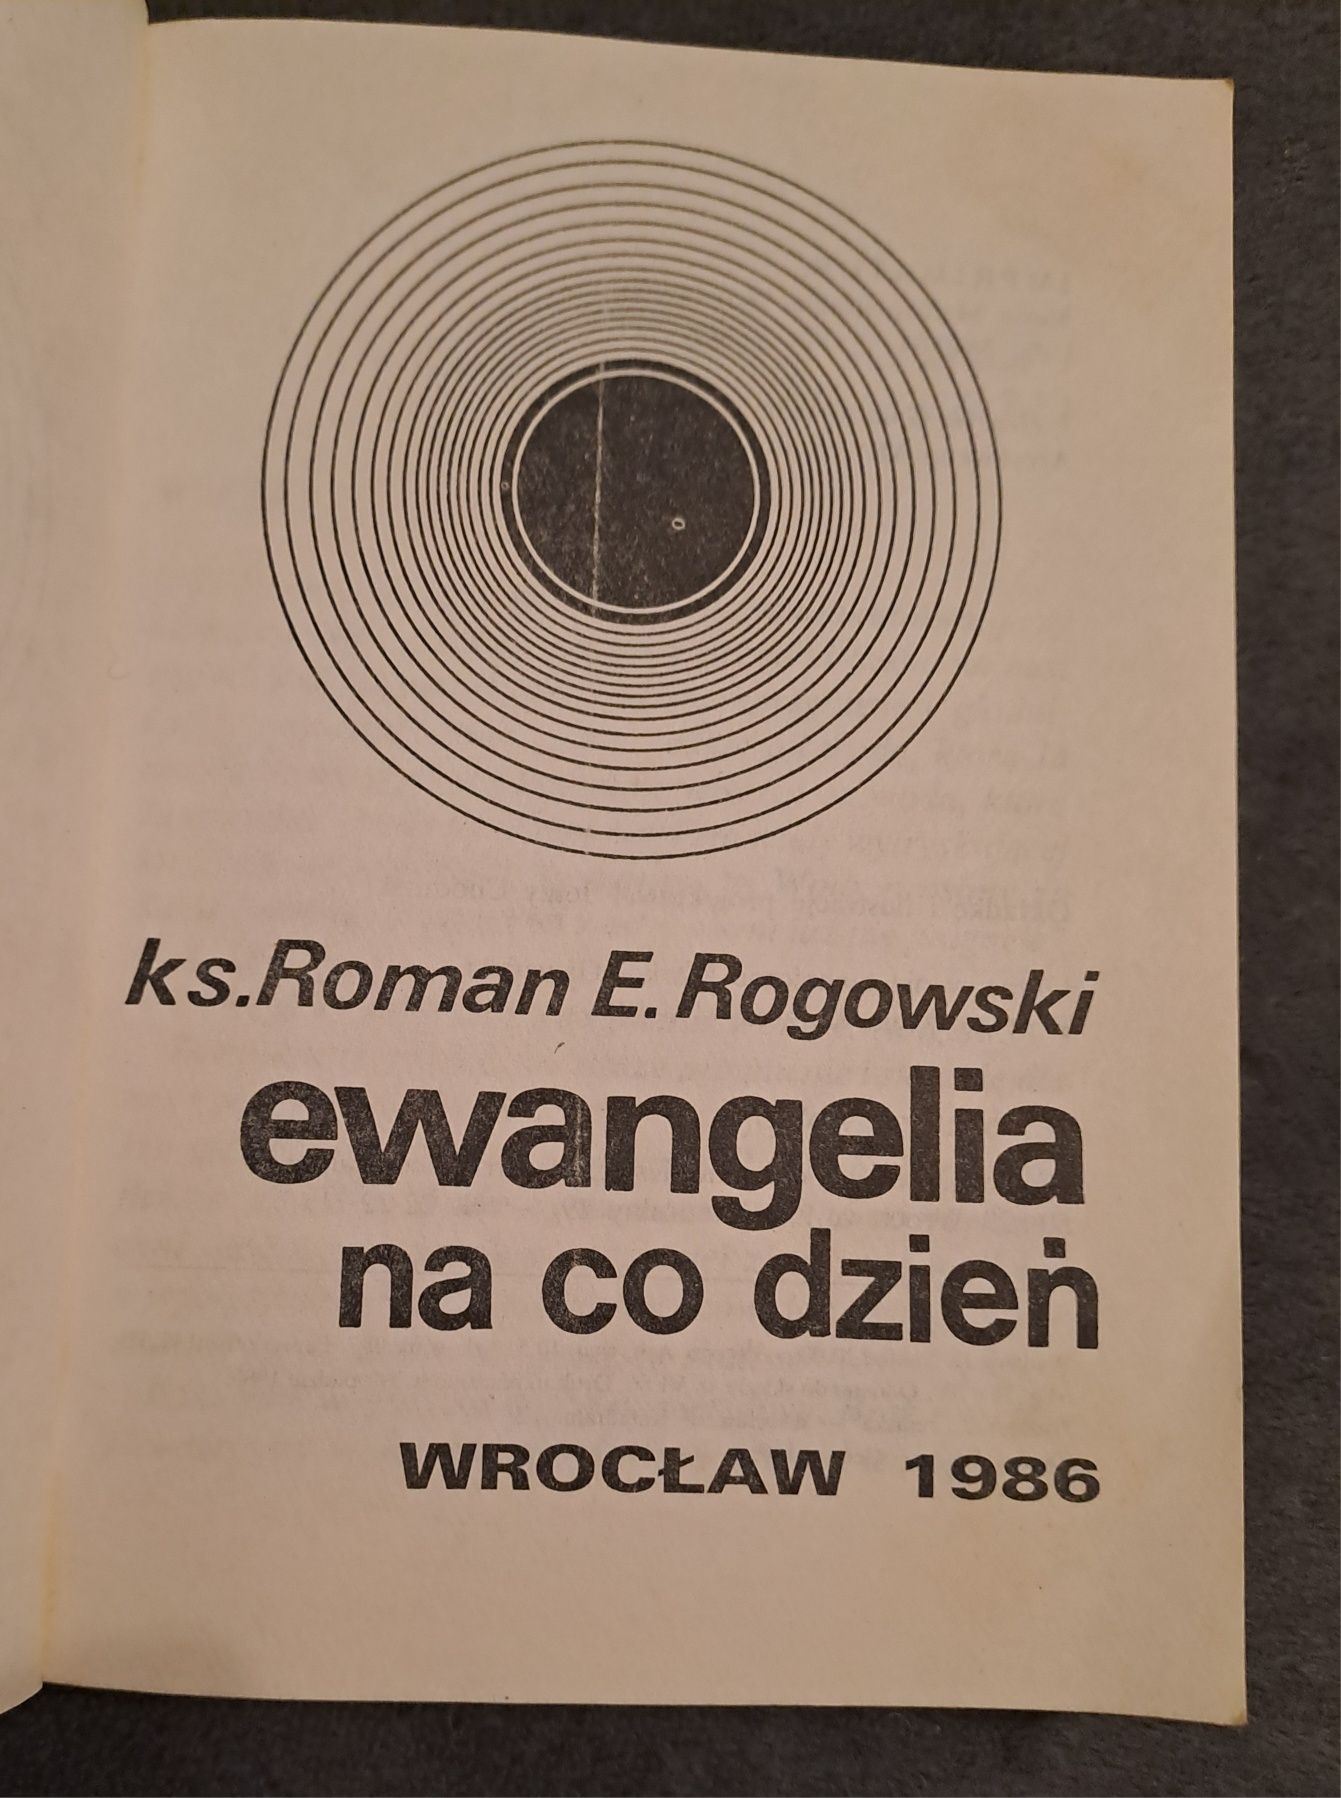 ks. Roman E. Rogowski
ewangelia
na co dzień
WROCŁAW 1986